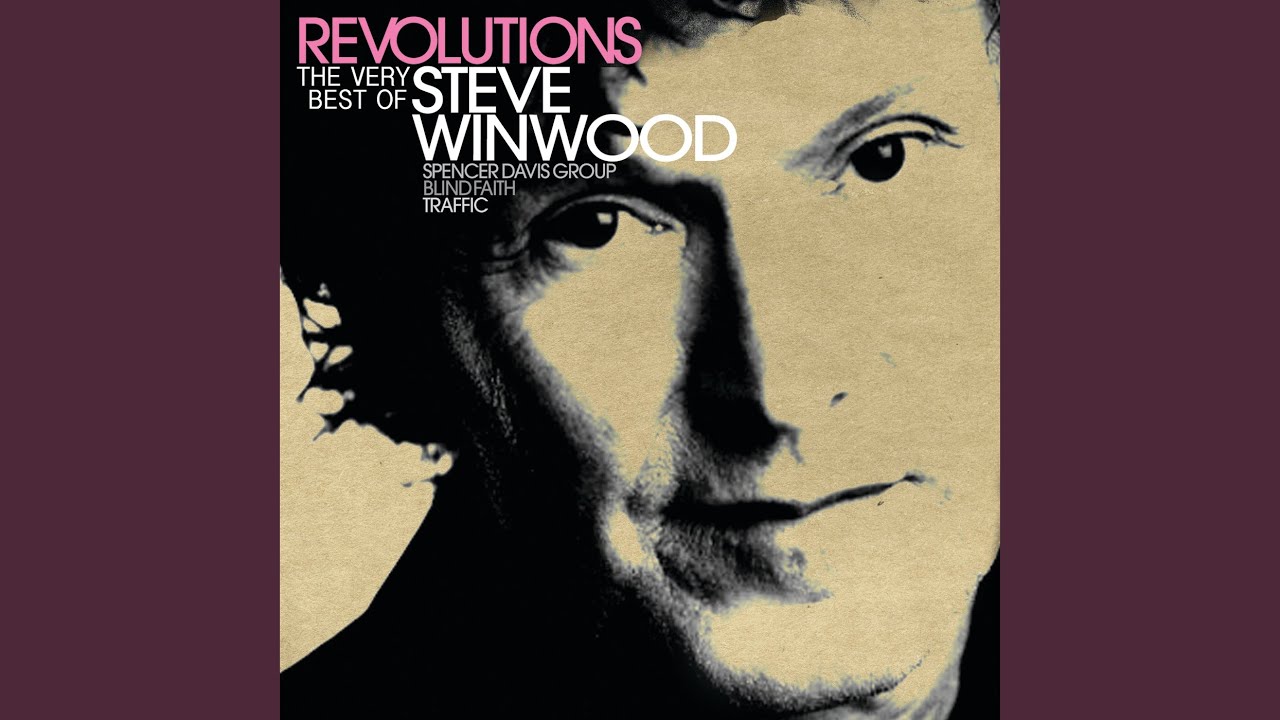 REVOLUTIONS
THE VERY
BEST OF
STEVE
WINWOOD
SPENCER DAVIS GROUP
BLIND FAITH
TRAFFIC